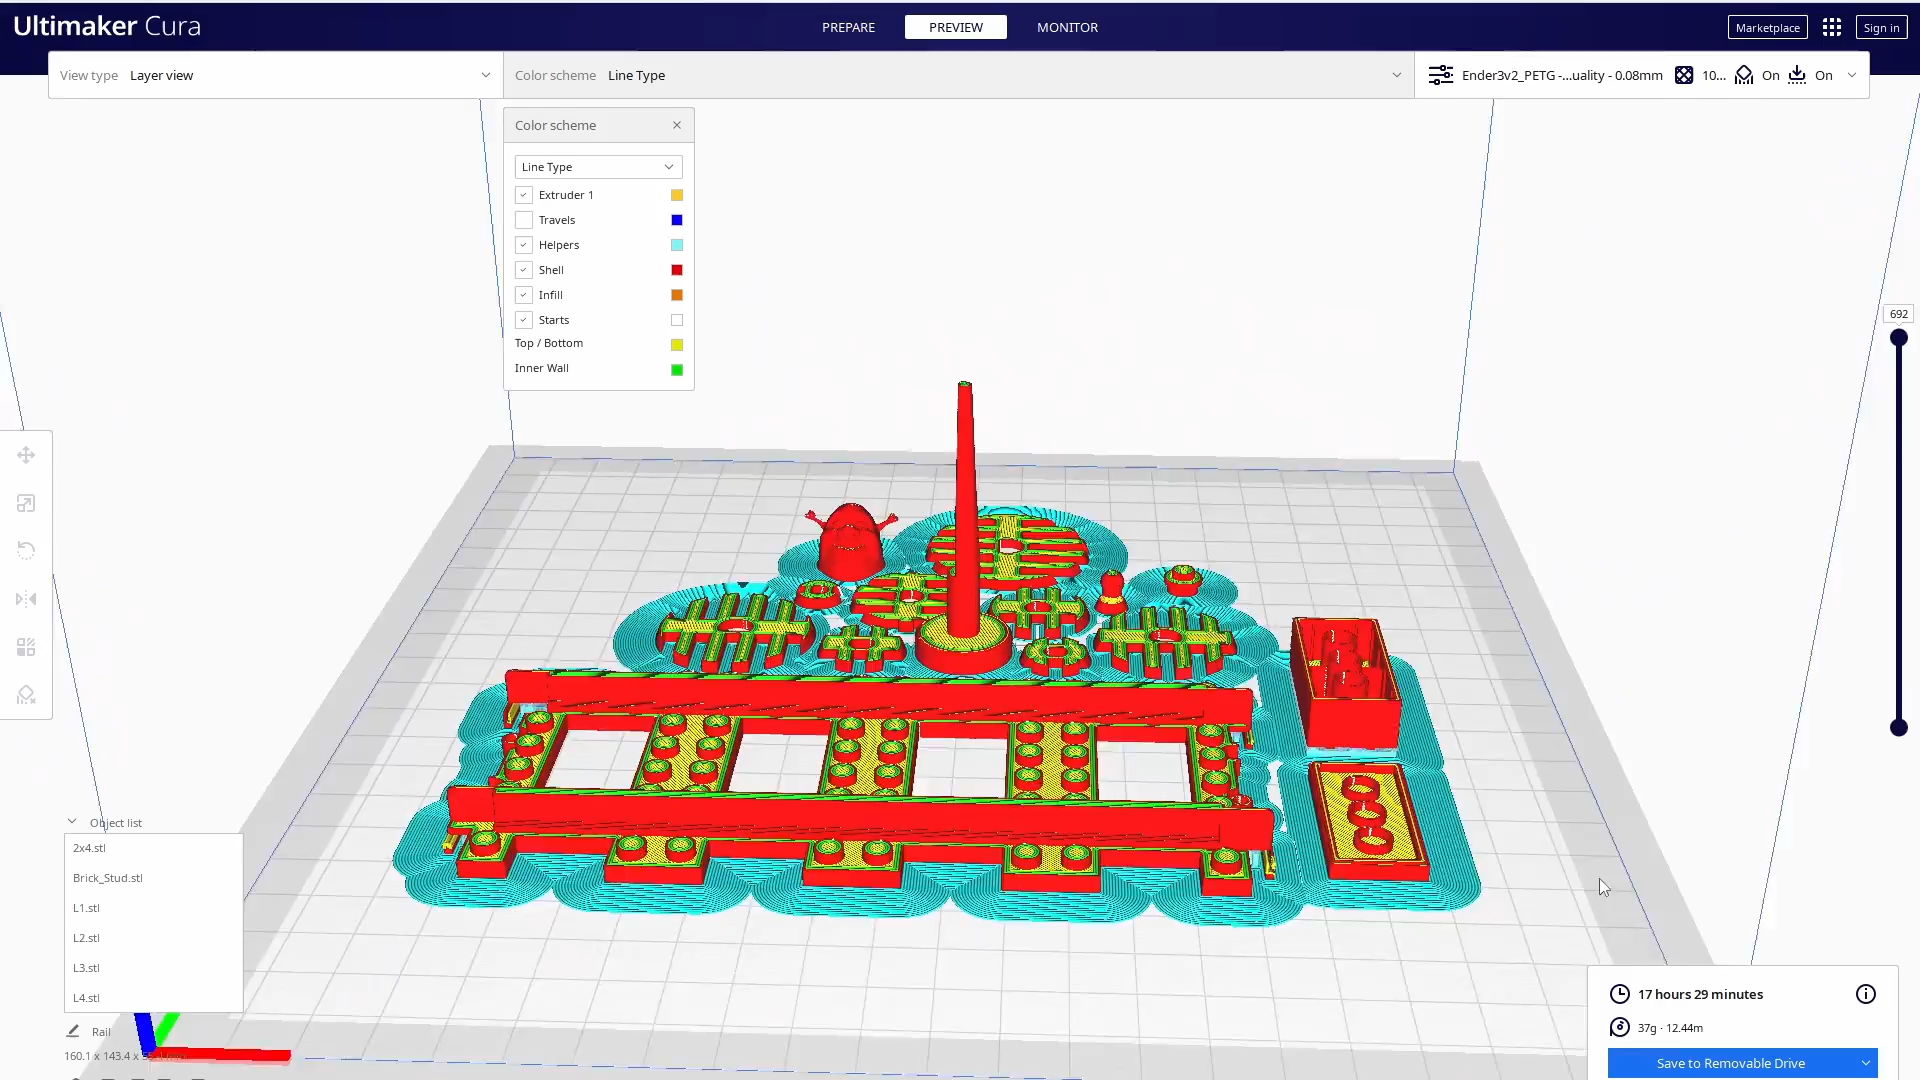 Ultimaker Cura
PREPARE
PREVIEW
MONITOR
Marketplace
Sign in
View type Layer view
Color scheme Line Type
Ender3v2_PETG -...uality - 0.08mm
10...
On
On
Color scheme
Line Type
Extruder 1
Travels
Helpers
Shell
Infill
Starts
Top / Bottom
Inner Wall
692
Object list
2x4.stl
Brick_Stud.stl
L1.stl
L2.stl
L3.stl
L4.stl
Rail
160.1 x 143.4 x
17 hours 29 minutes
37g · 12.44m
Save to Removable Drive